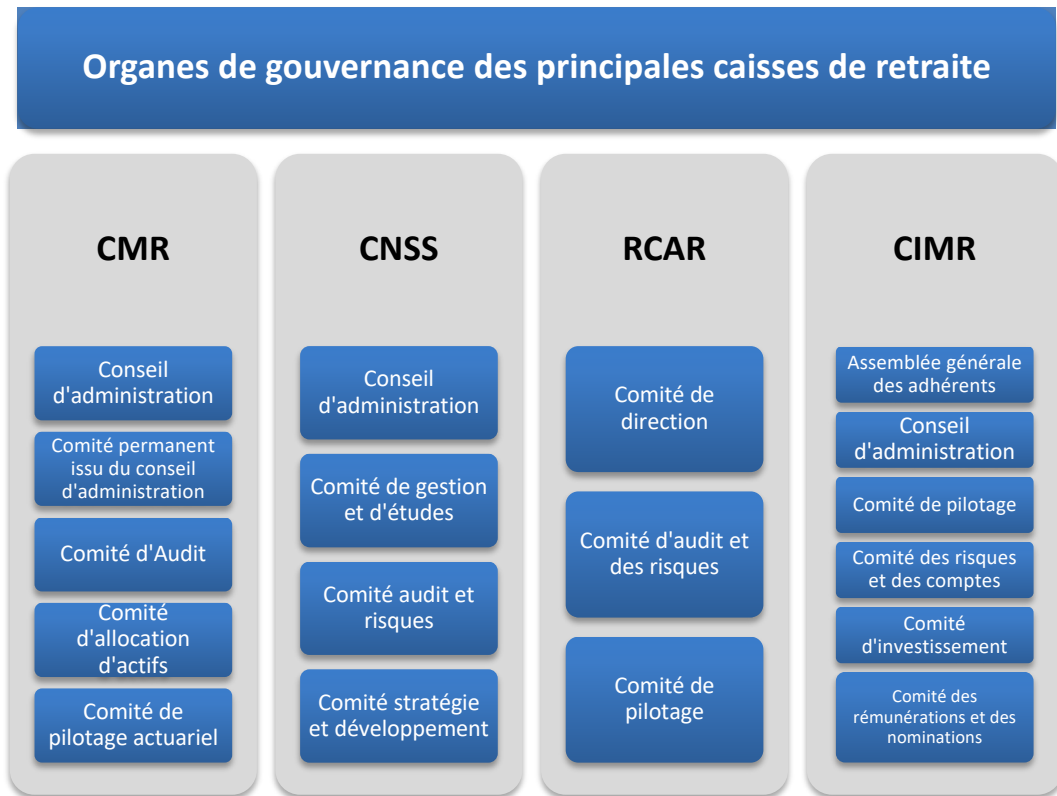 Organes de gouvernance des principales caisses de retraite
CMR
Conseil
d'administration
Comité permanent
issu du conseil
d'administration
Comité d'Audit
Comité
d'allocation
d'actifs
Comité de
pilotage actuariel
CNSS
Conseil
d'administration
Comité de gestion
et d'études
Comité audit et
risques
Comité stratégie
et développement
RCAR
Comité de
direction
Comité d'audit et
des risques
Comité de
pilotage
CIMR
Assemblée générale
des adhérents
Conseil
d'administration
Comité de pilotage
Comité des risques
et des comptes
Comité
d'investissement
Comité des
rémunérations et des
nominations